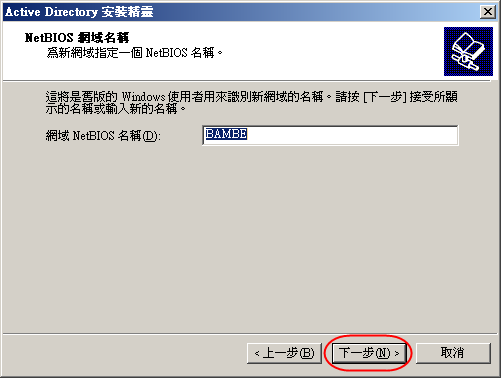 Active Directory 安裝精靈
NetBIOS 網域名稱
為新網域指定一個 NetBIOS 名稱。
這將是舊版的 Windows 使用者用來識別新網域的名稱。請按 [下一步] 接受所顯
示的名稱或輸入新的名稱。
網域 NetBIOS 名稱(D):
BAMBE
< 上一步(B)
下一步(N) >
取消